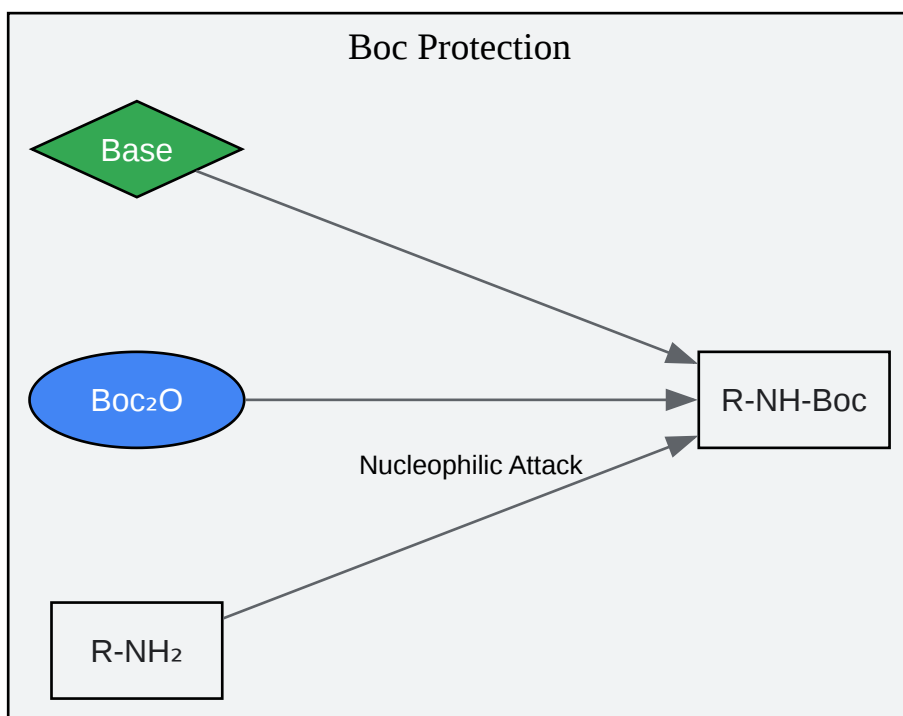 Boc Protection
Base
Boc₂O
R-NH-Boc
Nucleophilic Attack
R-NH₂